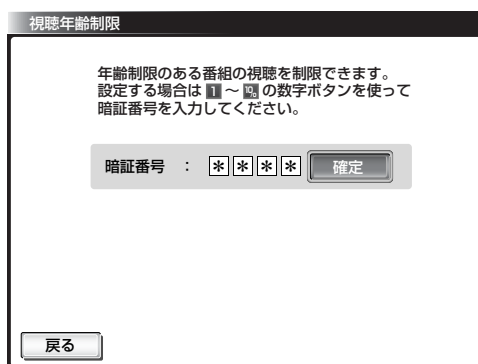 視聴年齢制限
年齢制限のある番組の視聴を制限できます。
設定する場合は 1 ～ 10 の数字ボタンを使って
暗証番号を入力してください。
暗証番号 ： ＊ ＊ ＊ ＊ 確定
戻る